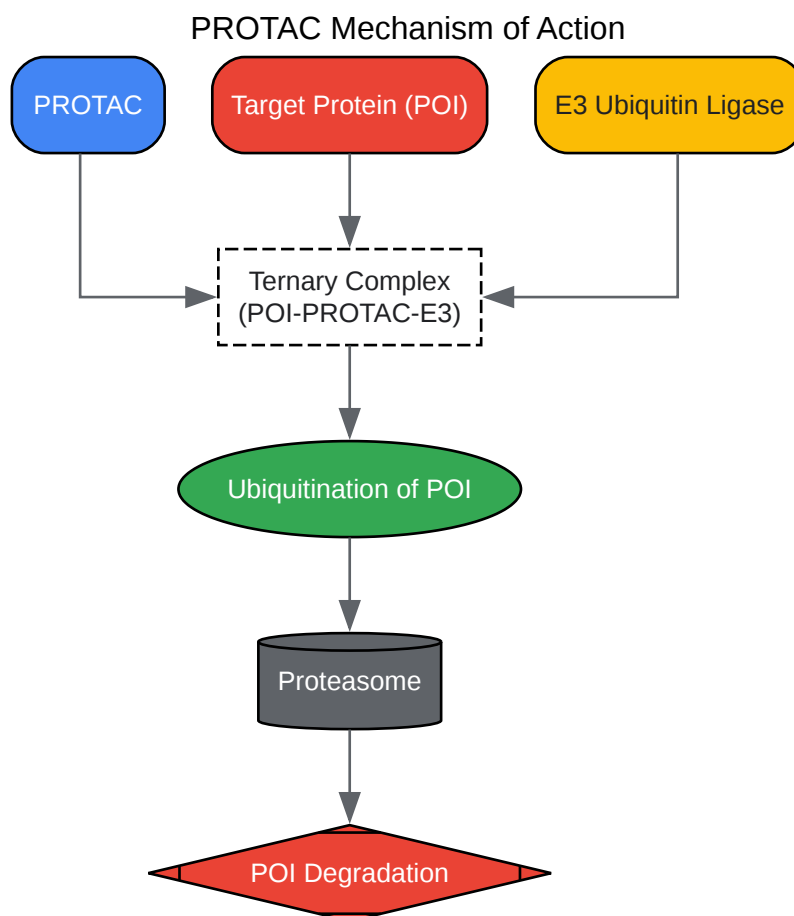 PROTAC Mechanism of Action
PROTAC
Target Protein (POI)
E3 Ubiquitin Ligase
Ternary Complex
(POI-PROTAC-E3)
Ubiquitination of POI
Proteasome
POI Degradation